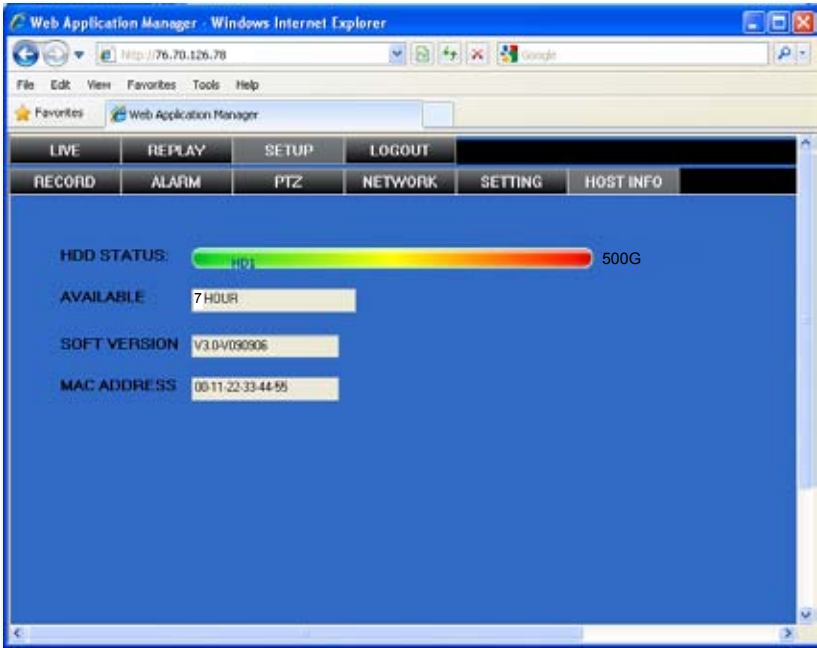 Web Application Manager - Windows Internet Explorer
http://76.70.126.78
Google
File Edit View Favorites Tools Help
Favorites
Web Application Manager
LIVE REPLAY SETUP LOGOUT
RECORD ALARM PTZ NETWORK SETTING HOST INFO
HDD STATUS: HD1 500G
AVAILABLE 7 HOUR
SOFT VERSION V3.0-V090906
MAC ADDRESS 00-11-22-33-44-55